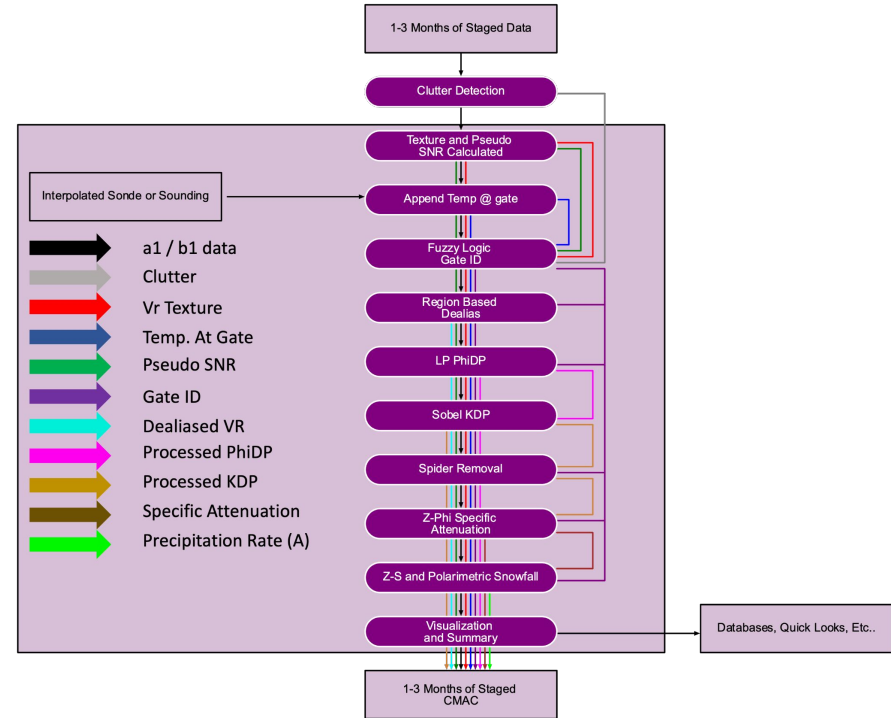 1-3 Months of Staged Data
Clutter Detection
Texture and Pseudo
SNR Calculated
Interpolated Sonde or Sounding
Append Temp @ gate
Fuzzy Logic
Gate ID
Region Based
Dealias
LP PhiDP
Sobel KDP
Spider Removal
Z-Phi Specific
Attenuation
Z-S and Polarimetric Snowfall
Visualization
and Summary
a1 / b1 data
Clutter
Vr Texture
Temp. At Gate
Pseudo SNR
Gate ID
Dealiased VR
Processed PhiDP
Processed KDP
Specific Attenuation
Precipitation Rate (A)
Databases, Quick Looks, Etc..
1-3 Months of Staged
CMAC